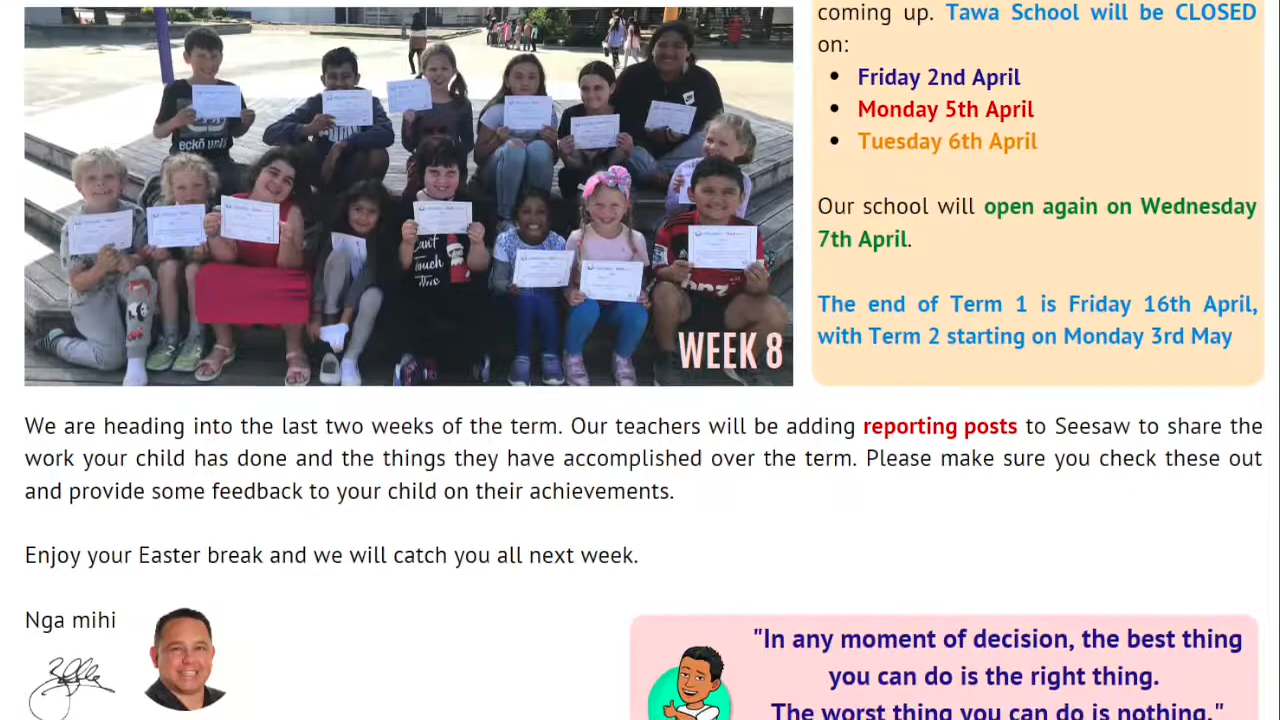 coming up. Tawa School will be CLOSED
on:
• Friday 2nd April
• Monday 5th April
• Tuesday 6th April
Our school will open again on Wednesday
7th April.
The end of Term 1 is Friday 16th April,
with Term 2 starting on Monday 3rd May
eckō unltd
Can't
Touch
This
WEEK 8
We are heading into the last two weeks of the term. Our teachers will be adding reporting posts to Seesaw to share the
work your child has done and the things they have accomplished over the term. Please make sure you check these out
and provide some feedback to your child on their achievements.
Enjoy your Easter break and we will catch you all next week.
Nga mihi
"In any moment of decision, the best thing
you can do is the right thing.
The worst thing you can do is nothing."